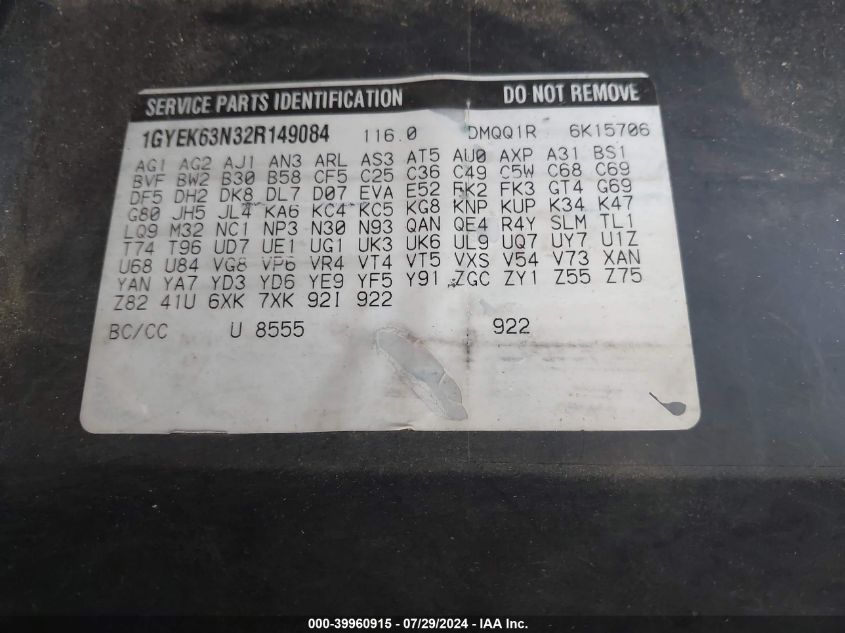 SERVICE PARTS IDENTIFICATION DO NOT REMOVE
1GYEK63N32R149084 116.0 DMQQ1R 6K15706
AG1 AG2 AJ1 AN3 ARL AS3 AT5 AU0 AXP A31 BS1
BVF BW2 B30 B58 CF5 C25 C36 C49 C5W C68 C69
DF5 DH2 DK8 DL7 D07 EVA E52 FK2 FK3 GT4 G69
G80 JH5 JL4 KA6 KC4 KC5 KG8 KNP KUP K34 K47
LQ9 M32 NC1 NP3 N30 N93 QAN QE4 R4Y SLM TL1
T74 T96 UD7 UE1 UG1 UK3 UK6 UL9 UQ7 UY7 U1Z
U68 U84 VG8 VP6 VR4 VT4 VT5 VXS V54 V73 XAN
YAN YA7 YD3 YD6 YE9 YF5 Y91 ZGC ZY1 Z55 Z75
Z82 41U 6XK 7XK 92I 922
BC/CC U 8555 922
000-39960915 - 07/29/2024 - IAA Inc.